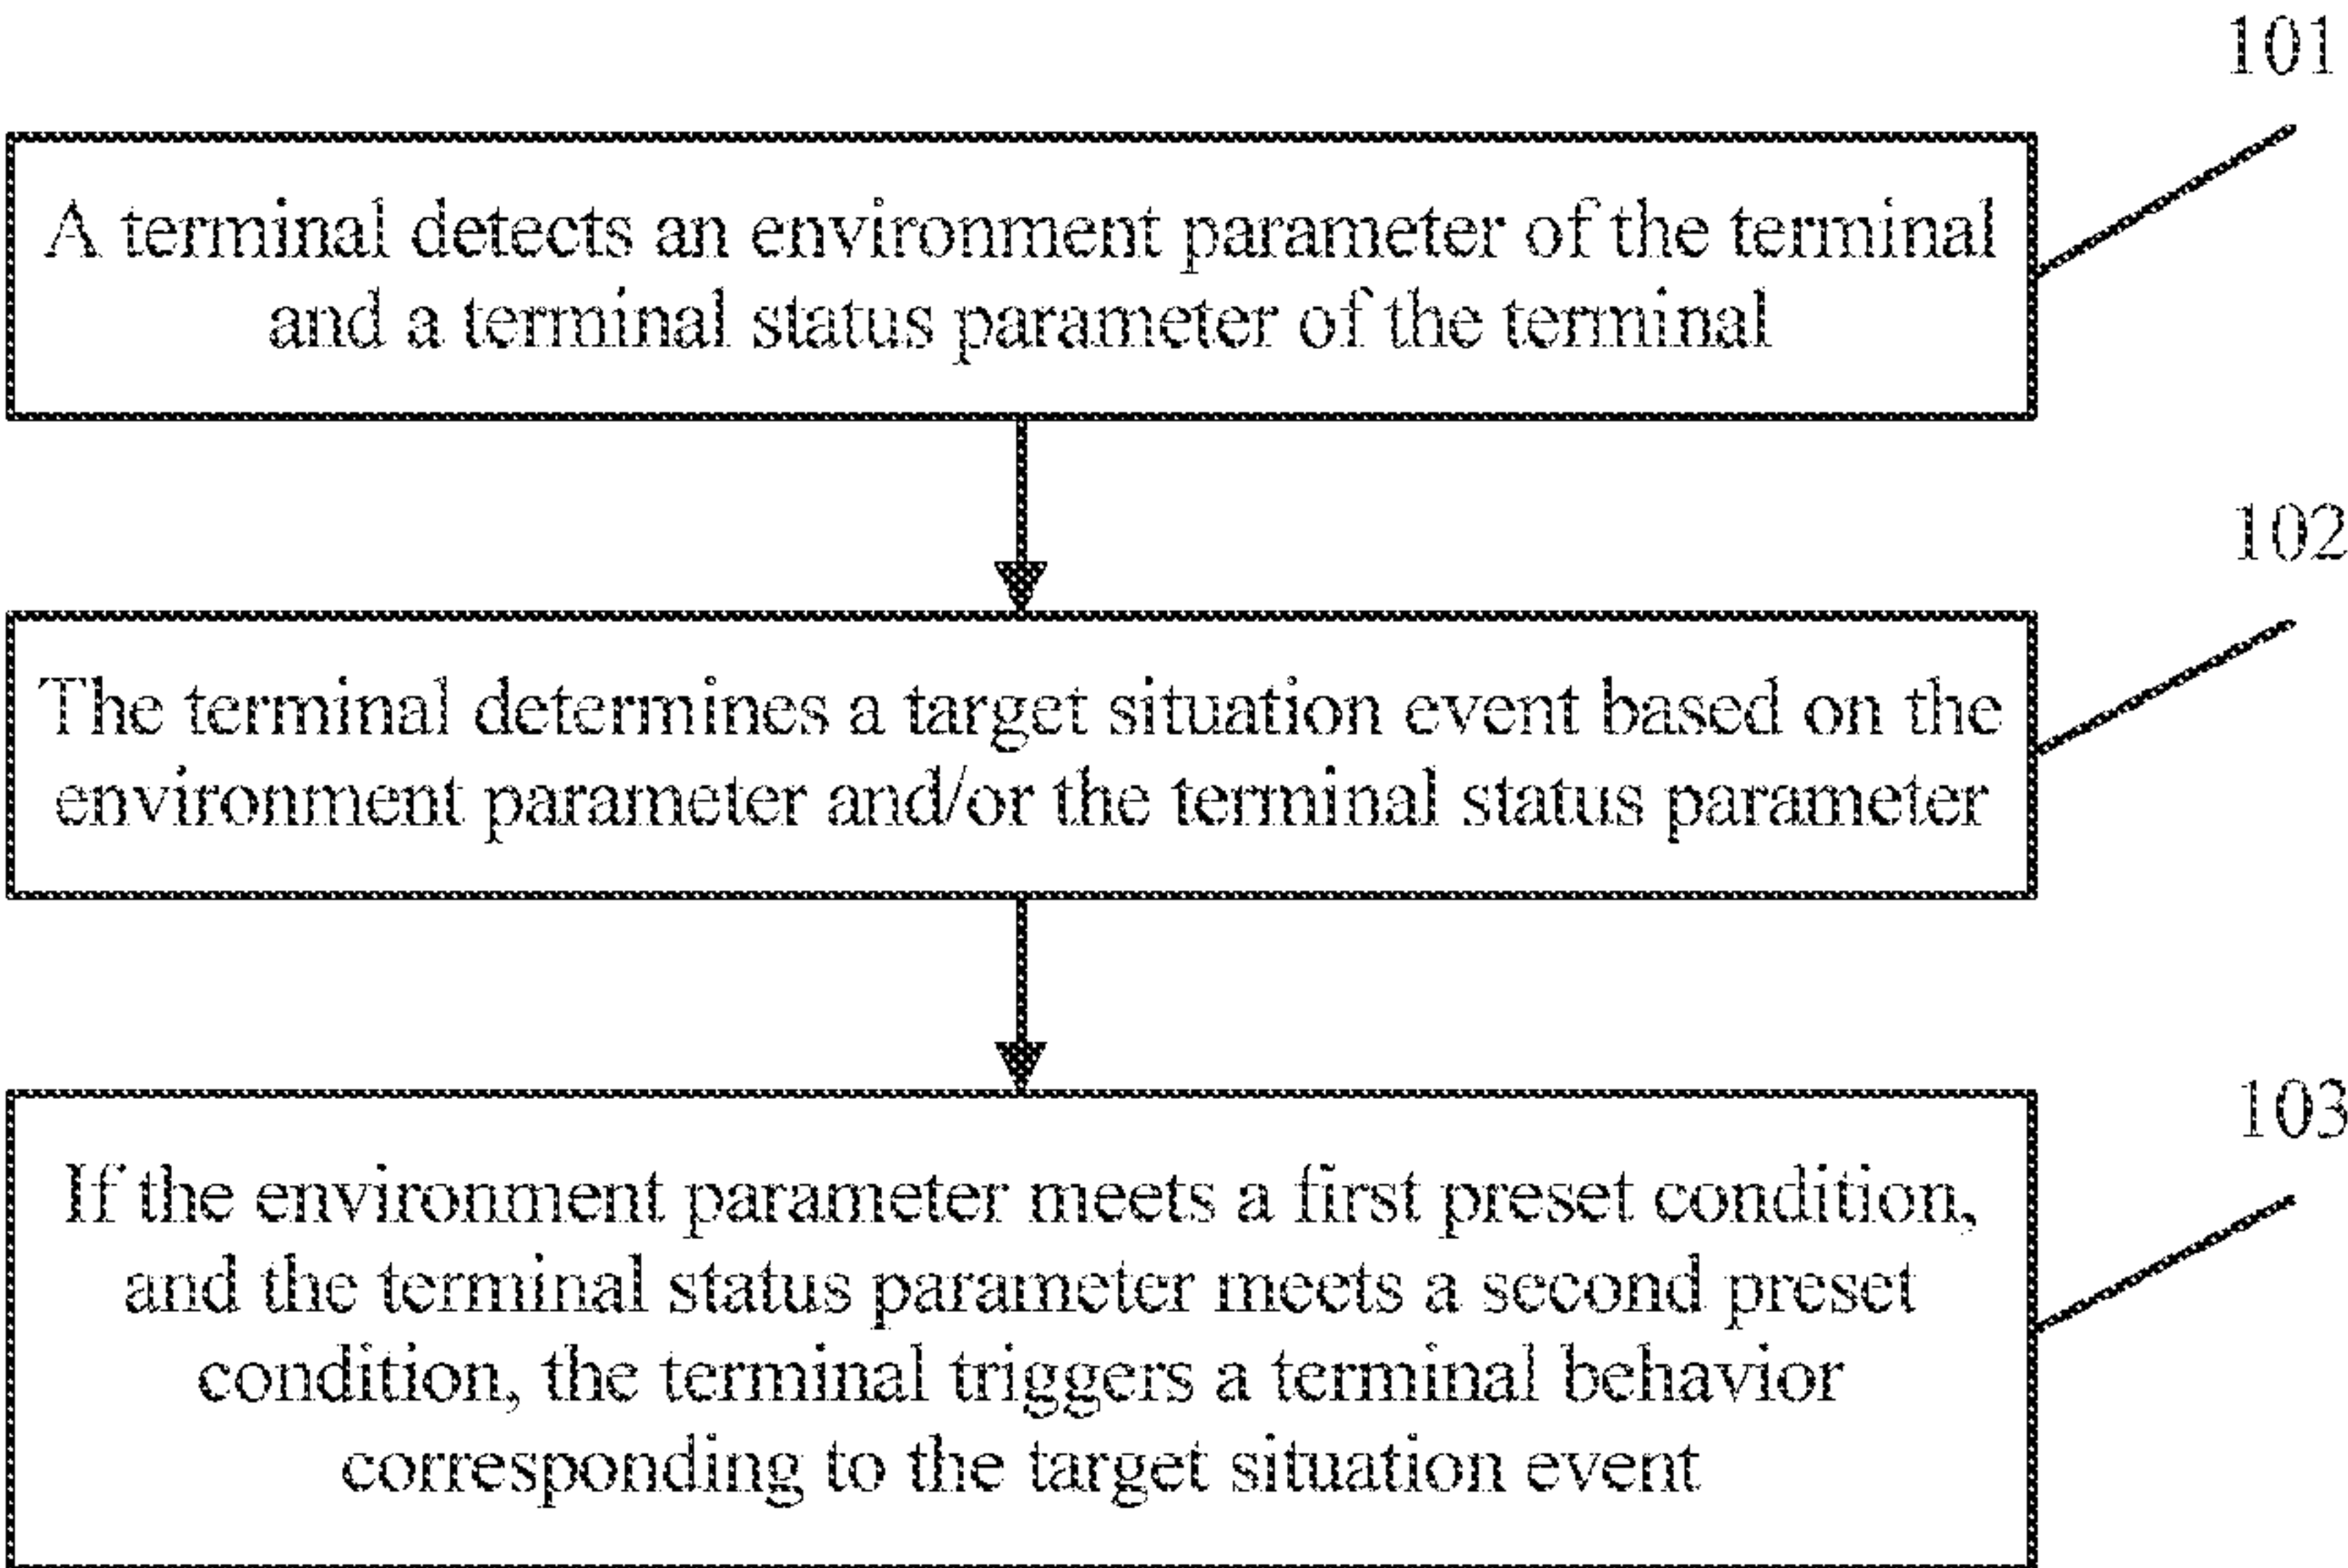 101
A terminal detects an environment parameter of the terminal
and a terminal status parameter of the terminal
102
The terminal determines a target situation event based on the
environment parameter and/or the terminal status parameter
103
If the environment parameter meets a first preset condition,
and the terminal status parameter meets a second preset
condition, the terminal triggers a terminal behavior
corresponding to the target situation event